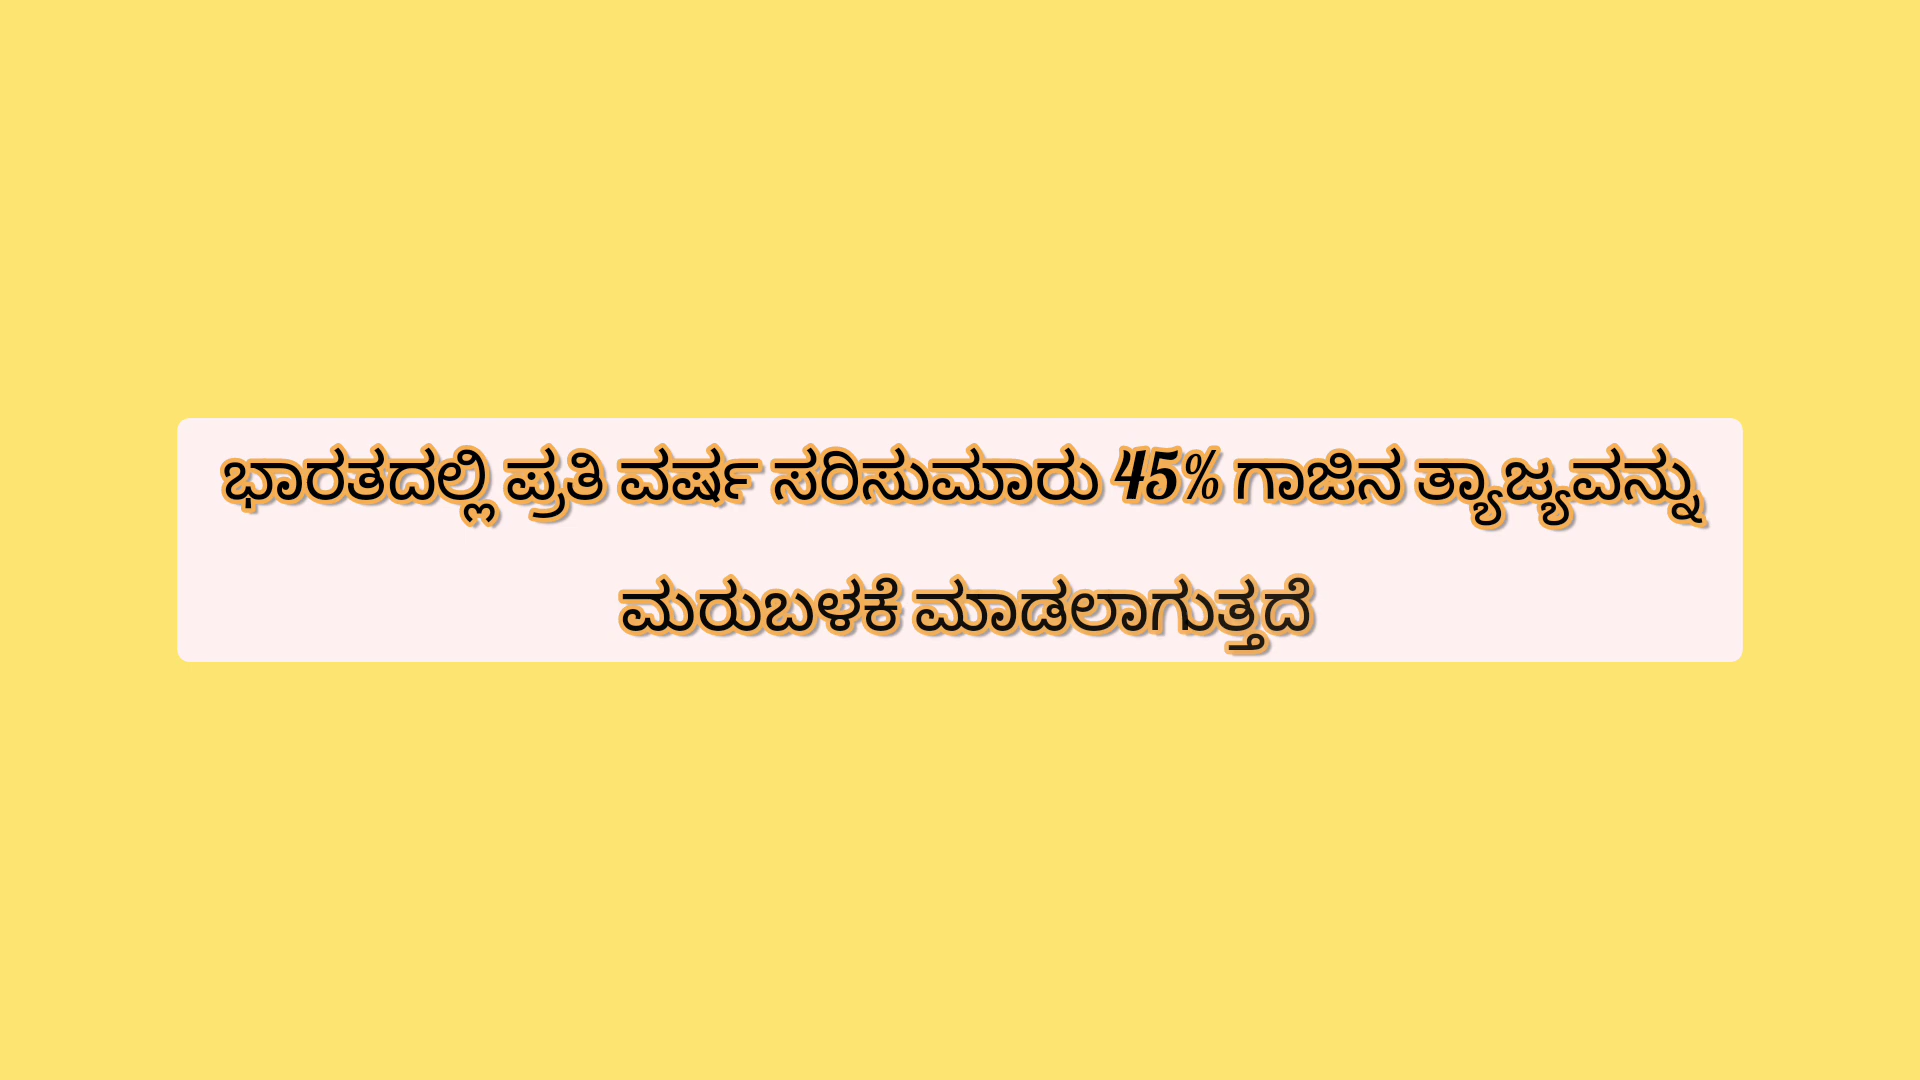 ಭಾರತದಲ್ಲಿ ಪ್ರತಿ ವರ್ಷ ಸರಿಸುಮಾರು 45% ಗಾಜಿನ ತ್ಯಾಜ್ಯವನ್ನು
ಮರುಬಳಕೆ ಮಾಡಲಾಗುತ್ತದೆ